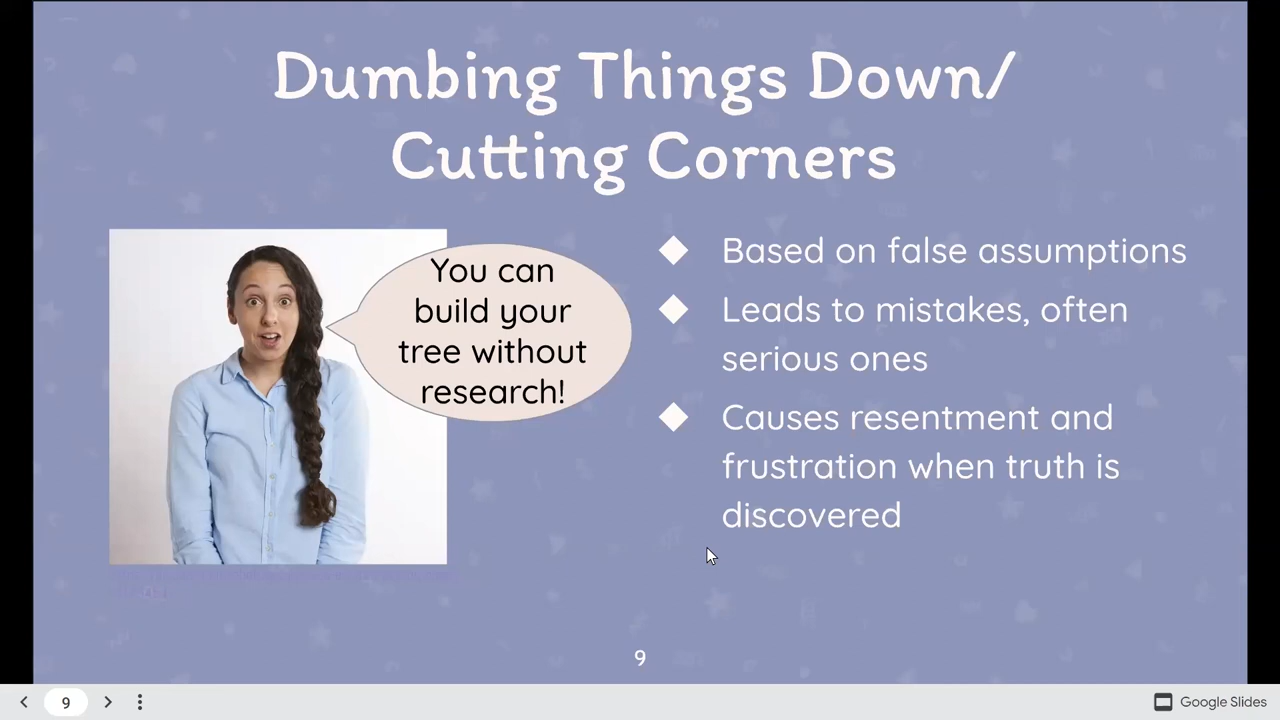 Dumbing Things Down/
Cutting Corners
You can
build your
tree without
research!
Based on false assumptions
Leads to mistakes, often
serious ones
Causes resentment and
frustration when truth is
discovered
9
9
Google Slides